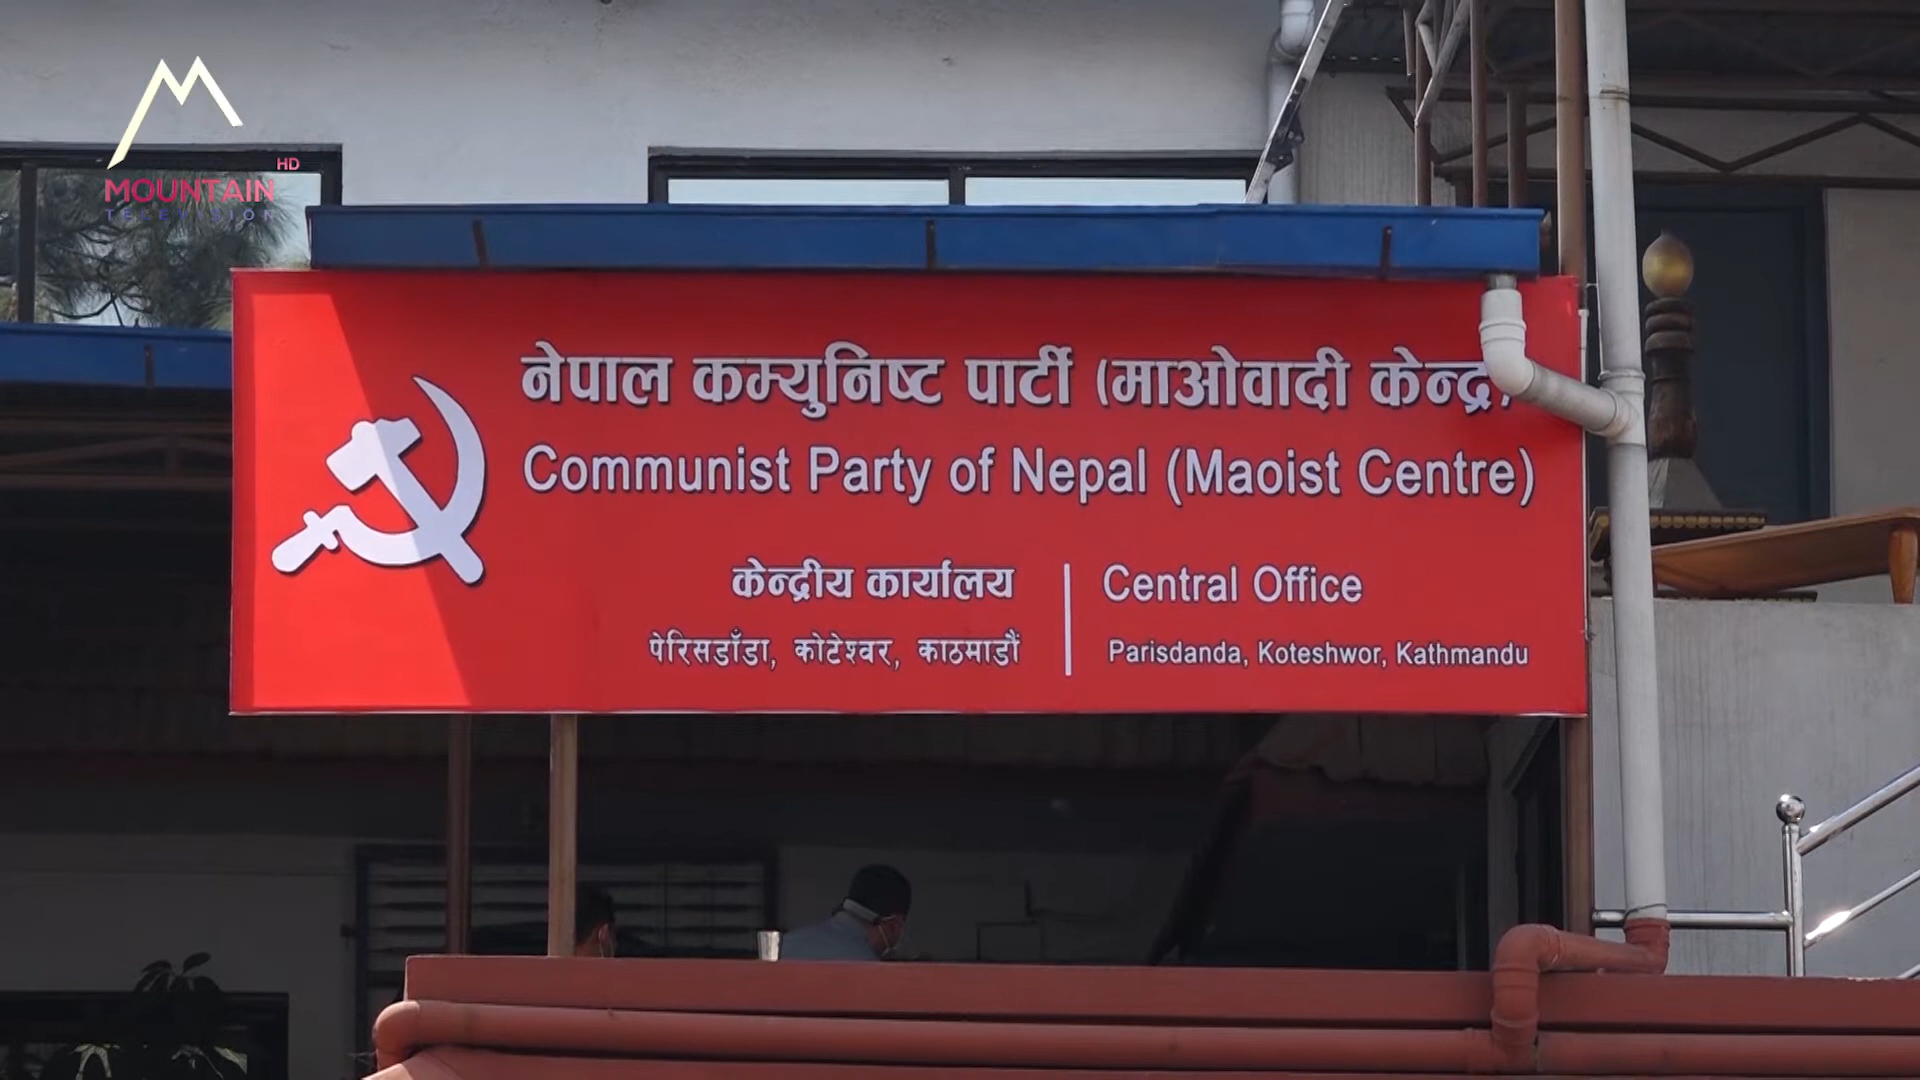 MOUNTAIN HD
TELEVISION
नेपाल कम्युनिष्ट पार्टी (माओवादी केन्द्र)
Communist Party of Nepal (Maoist Centre)
केन्द्रीय कार्यालय
पेरिसडाँडा, कोटेश्वर, काठमाडौं
Central Office
Parisdanda, Koteshwor, Kathmandu